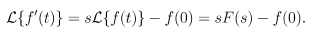 ℒ{f′(t)} = sℒ{f(t)} − f(0) = sF(s) − f(0).